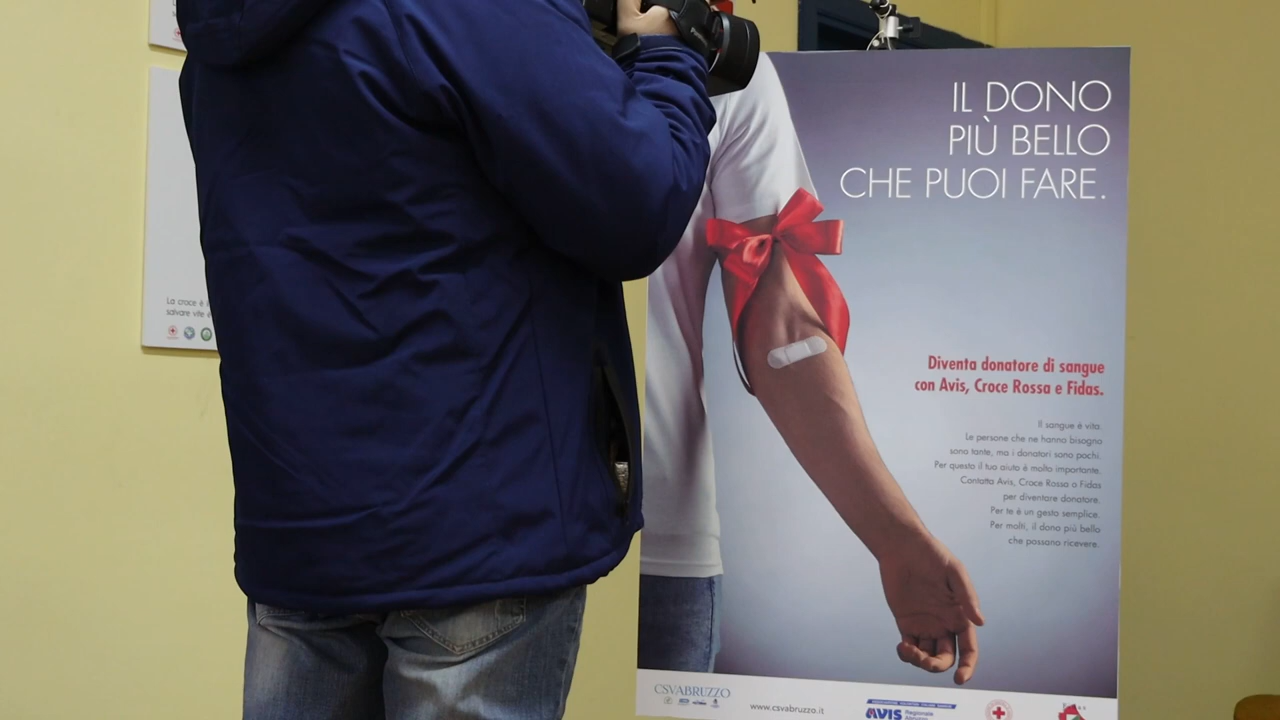 IL DONO
PIÙ BELLO
CHE PUOI FARE.
Diventa donatore di sangue
con Avis, Croce Rossa e Fidas.
Il sangue è vita.
Le persone che ne hanno bisogno
sono tante, ma i donatori sono pochi.
Per questo il tuo aiuto è molto importante.
Contatta Avis, Croce Rossa o Fidas
per diventare donatore.
Per te è un gesto semplice.
Per molti, il dono più bello
che possano ricevere.
La croce è
salvare vite è
CSVABRUZZO
www.csvabruzzo.it
AVIS Regionale